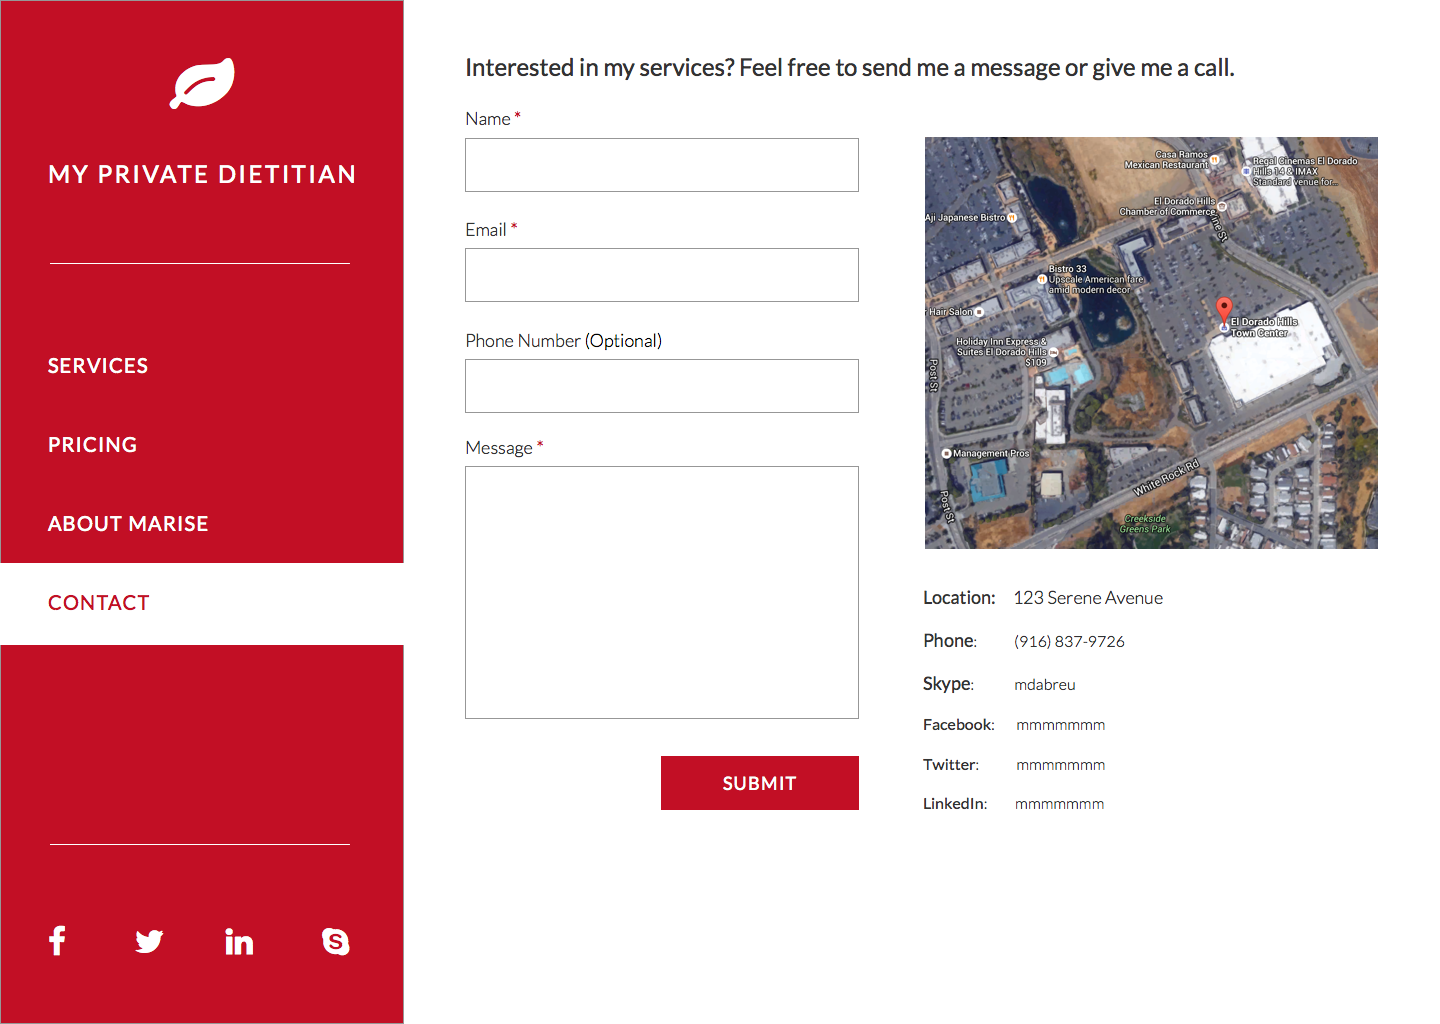 MY PRIVATE DIETITIAN
SERVICES
PRICING
ABOUT MARISE
CONTACT
Interested in my services? Feel free to send me a message or give me a call.
Name *
Email *
Phone Number (Optional)
Message *
SUBMIT
Casa Ramos
Mexican Restaurant
Regal Cinemas El Dorado
Hills 14 & IMAX
Standard venue for...
El Dorado Hills
Chamber of Commerce
Aji Japanese Bistro
Bistro 33
Upscale American fare
amid modern decor
r Hair Salon
El Dorado Hills
Town Center
Holiday Inn Express &
Suites El Dorado Hills
$109
Post St
Management Pros
White Rock Rd
Post St
Creekside
Greens Park
Location: 123 Serene Avenue
Phone: (916) 837-9726
Skype: mdabreu
Facebook: mmmmmmm
Twitter: mmmmmmm
LinkedIn: mmmmmmm